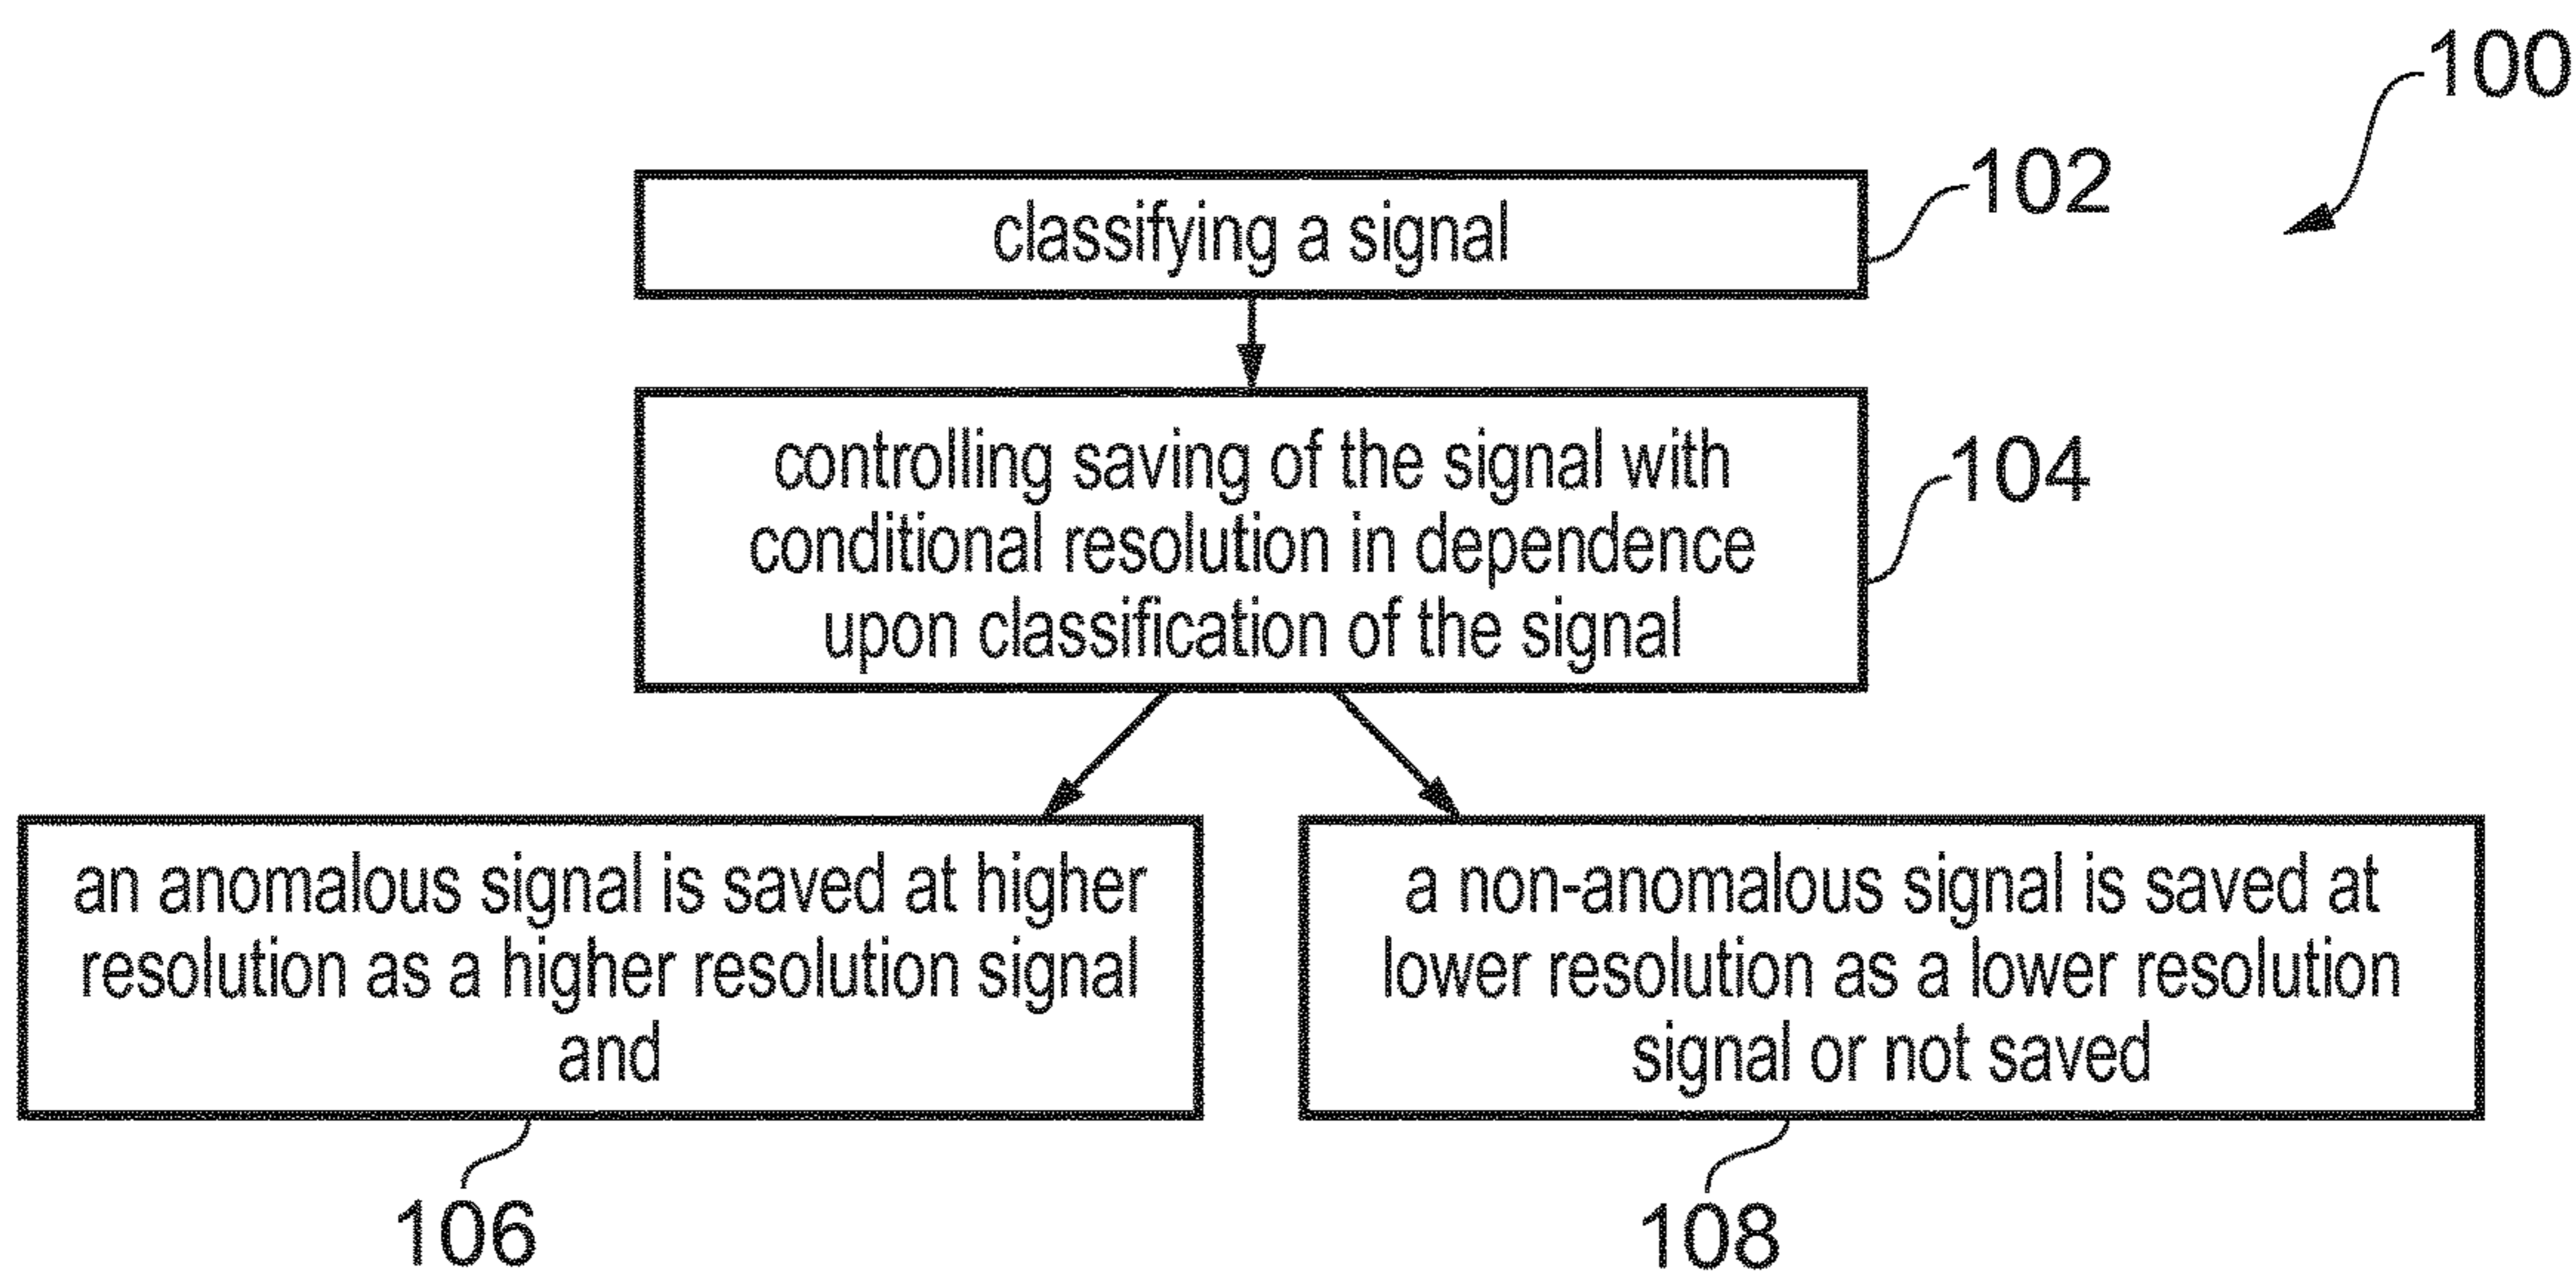 100
classifying a signal
102
controlling saving of the signal with
conditional resolution in dependence
upon classification of the signal
104
an anomalous signal is saved at higher
resolution as a higher resolution signal
and
106
a non-anomalous signal is saved at
lower resolution as a lower resolution
signal or not saved
108